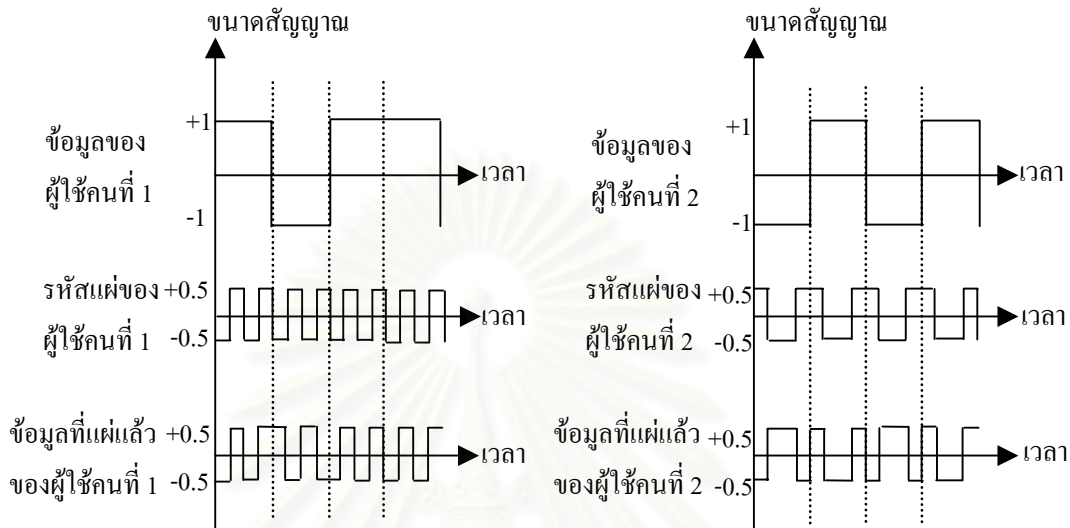 ขนาดสัญญาณ
+1
ข้อมูลของ
ผู้ใช้คนที่ 1
เวลา
-1
รหัสแผ่ของ +0.5
เวลา
ผู้ใช้คนที่ 1 -0.5
ข้อมูลที่แผ่แล้ว +0.5
เวลา
ของผู้ใช้คนที่ 1 -0.5
ขนาดสัญญาณ
+1
ข้อมูลของ
ผู้ใช้คนที่ 2
เวลา
-1
รหัสแผ่ของ +0.5
เวลา
ผู้ใช้คนที่ 2 -0.5
ข้อมูลที่แผ่แล้ว +0.5
เวลา
ของผู้ใช้คนที่ 2 -0.5